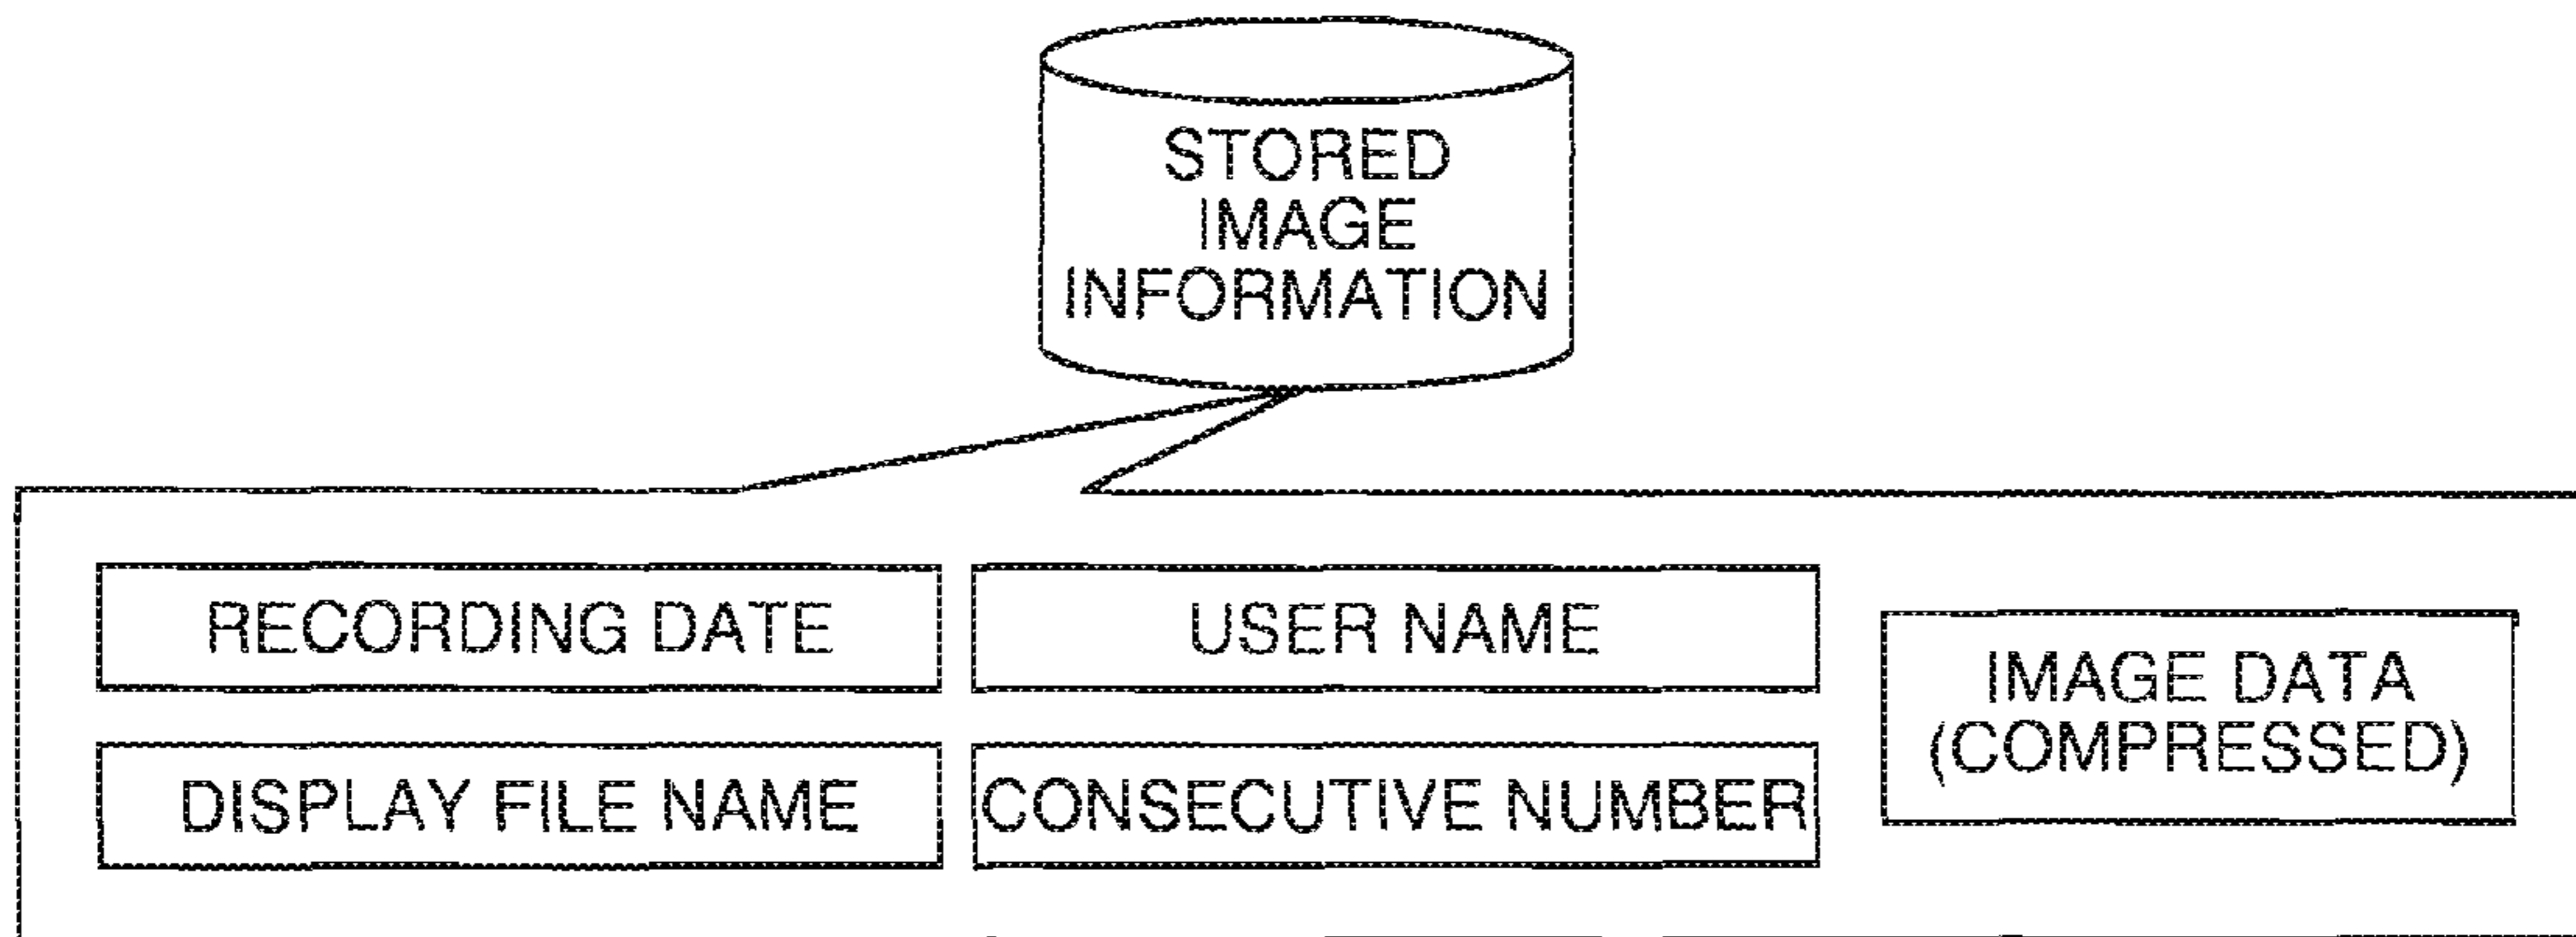 STORED
IMAGE
INFORMATION
RECORDING DATE
USER NAME
DISPLAY FILE NAME
CONSECUTIVE NUMBER
IMAGE DATA
(COMPRESSED)